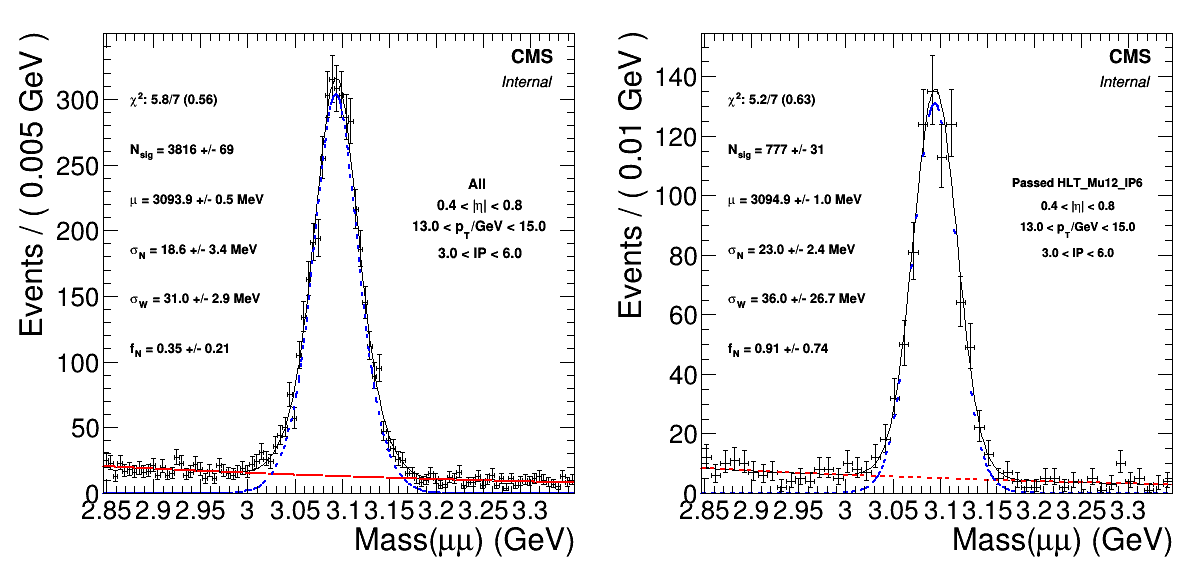 Events / ( 0.005 GeV )
300
250
200
150
100
50
0
CMS
Internal
χ²: 5.8/7 (0.56)
N_sig = 3816 +/- 69
μ = 3093.9 +/- 0.5 MeV
σ_N = 18.6 +/- 3.4 MeV
σ_W = 31.0 +/- 2.9 MeV
f_N = 0.35 +/- 0.21
All
0.4 < |η| < 0.8
13.0 < p_T/GeV < 15.0
3.0 < IP < 6.0
2.85 2.9 2.95 3 3.05 3.1 3.15 3.2 3.25 3.3
Mass(μμ) (GeV)
Events / ( 0.01 GeV )
140
120
100
80
60
40
20
0
CMS
Internal
χ²: 5.2/7 (0.63)
N_sig = 777 +/- 31
μ = 3094.9 +/- 1.0 MeV
σ_N = 23.0 +/- 2.4 MeV
σ_W = 36.0 +/- 26.7 MeV
f_N = 0.91 +/- 0.74
Passed HLT_Mu12_IP6
0.4 < |η| < 0.8
13.0 < p_T/GeV < 15.0
3.0 < IP < 6.0
2.85 2.9 2.95 3 3.05 3.1 3.15 3.2 3.25 3.3
Mass(μμ) (GeV)